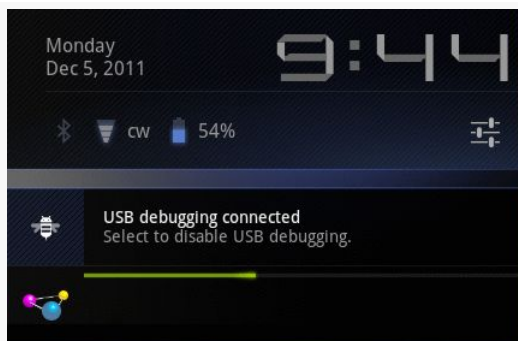 Monday
Dec 5, 2011
9:44
cw
54%
USB debugging connected
Select to disable USB debugging.